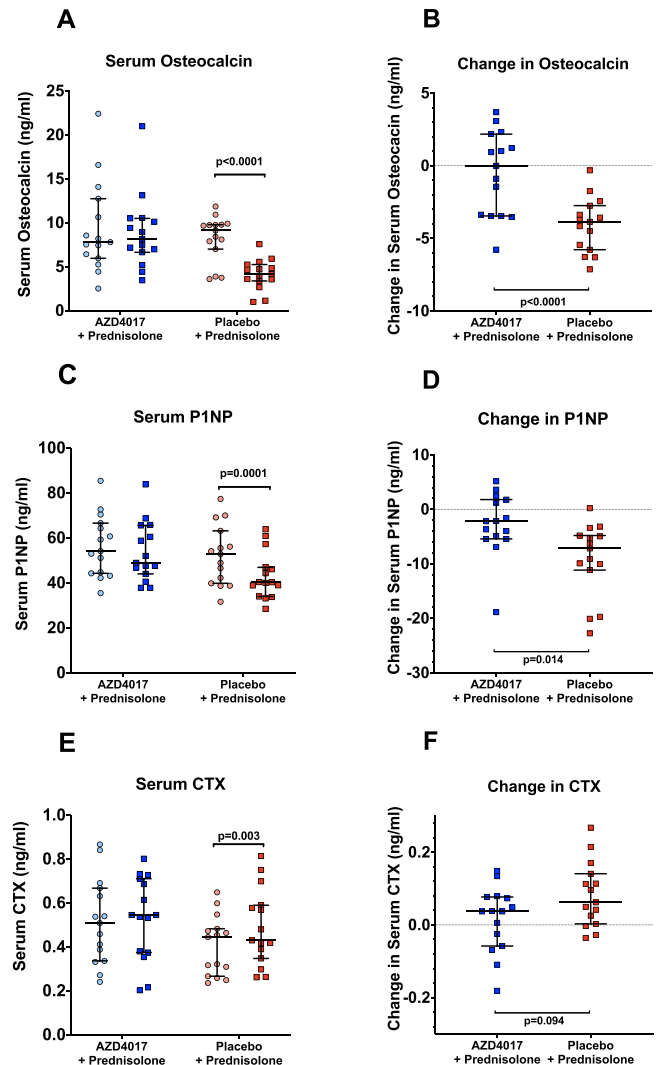 A
Serum Osteocalcin
Serum Osteocalcin (ng/ml)
25
20
15
10
5
0
p<0.0001
AZD4017
+ Prednisolone
Placebo
+ Prednisolone
B
Change in Osteocalcin
Change in Serum Osteocacin (ng/ml)
5
0
-5
-10
p<0.0001
AZD4017
+ Prednisolone
Placebo
+ Prednisolone
C
Serum P1NP
Serum P1NP (ng/ml)
100
80
60
40
20
0
p=0.0001
AZD4017
+ Prednisolone
Placebo
+ Prednisolone
D
Change in P1NP
Change in Serum P1NP (ng/ml)
10
0
-10
-20
-30
p=0.014
AZD4017
+ Prednisolone
Placebo
+ Prednisolone
E
Serum CTX
Serum CTX (ng/ml)
1.0
0.8
0.6
0.4
0.2
0.0
p=0.003
AZD4017
+ Prednisolone
Placebo
+ Prednisolone
F
Change in CTX
Change in Serum CTX (ng/ml)
0.2
0.0
-0.2
p=0.094
AZD4017
+ Prednisolone
Placebo
+ Prednisolone